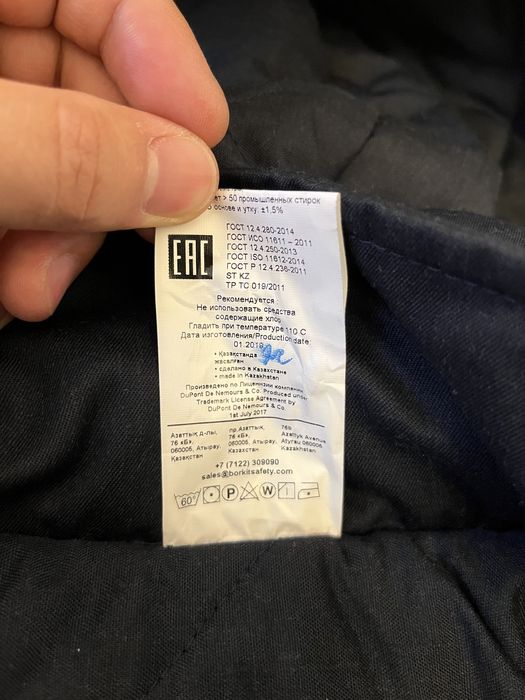 > 50 промышленных стирок
основе и утку: ±1,5%
EAC
ГОСТ 12.4.280-2014
ГОСТ ИСО 11611 – 2011
ГОСТ 12.4.250-2013
ГОСТ ISO 11612-2014
ГОСТ Р 12.4.236-2011
ST KZ
ТР ТС 019/2011
Рекомендуется:
Не использовать средства
содержащие хлор
Гладить при температуре 110 С
Дата изготовления/Production date:
01.2019
• Қазақстанда
жасалған
• сделано в Казахстане
• made in Kazakhstan
Произведено по Лицензии компании
DuPont De Nemours & Co. Produced under
Trademark License Agreement by
DuPont De Nemours & Co.
1st July 2017
Азаттық д-лы, пр.Азаттык, 76b
76 «Б», 76 «Б», Azattyk Avenue
060005, Атырау, 060005, Атырау, Atyrau 060005
Қазақстан Казахстан Kazakhstan
+7 (7122) 309090
sales@borkitsafety.com
60° P W